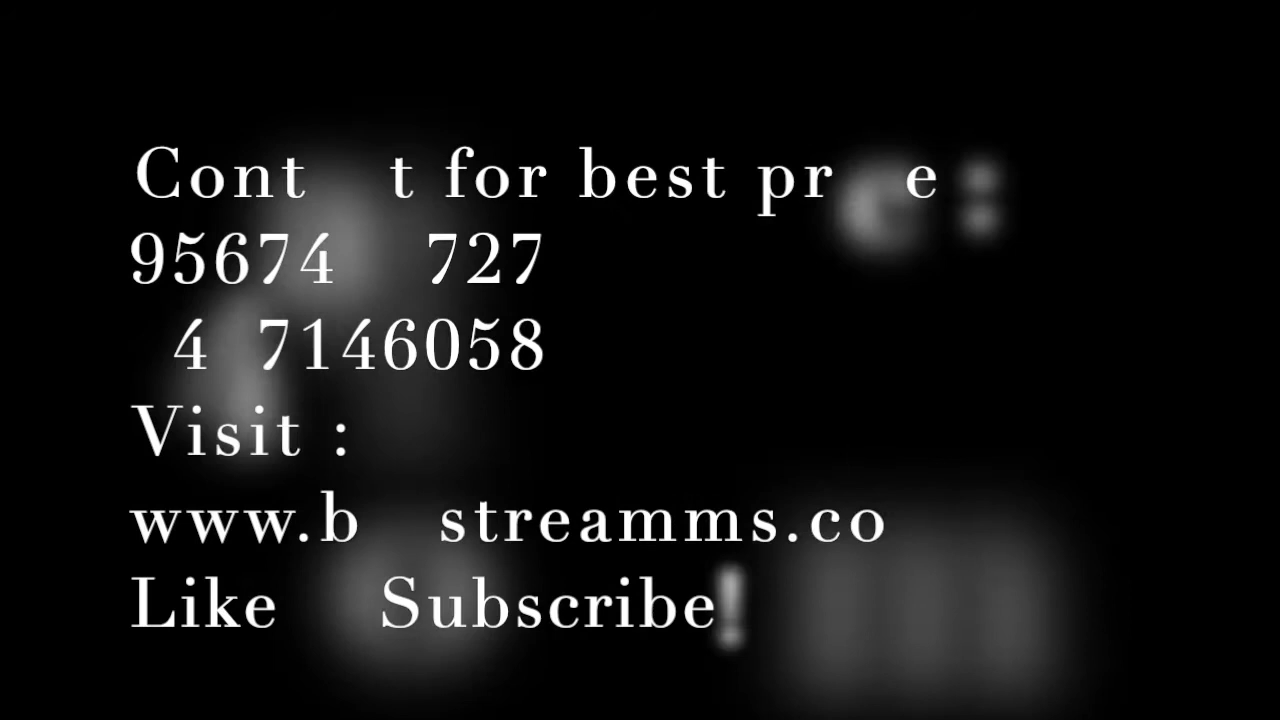 Cont t for best pr e :
95674 727
4 7146058
Visit :
www.b streamms.co
Like Subscribe!